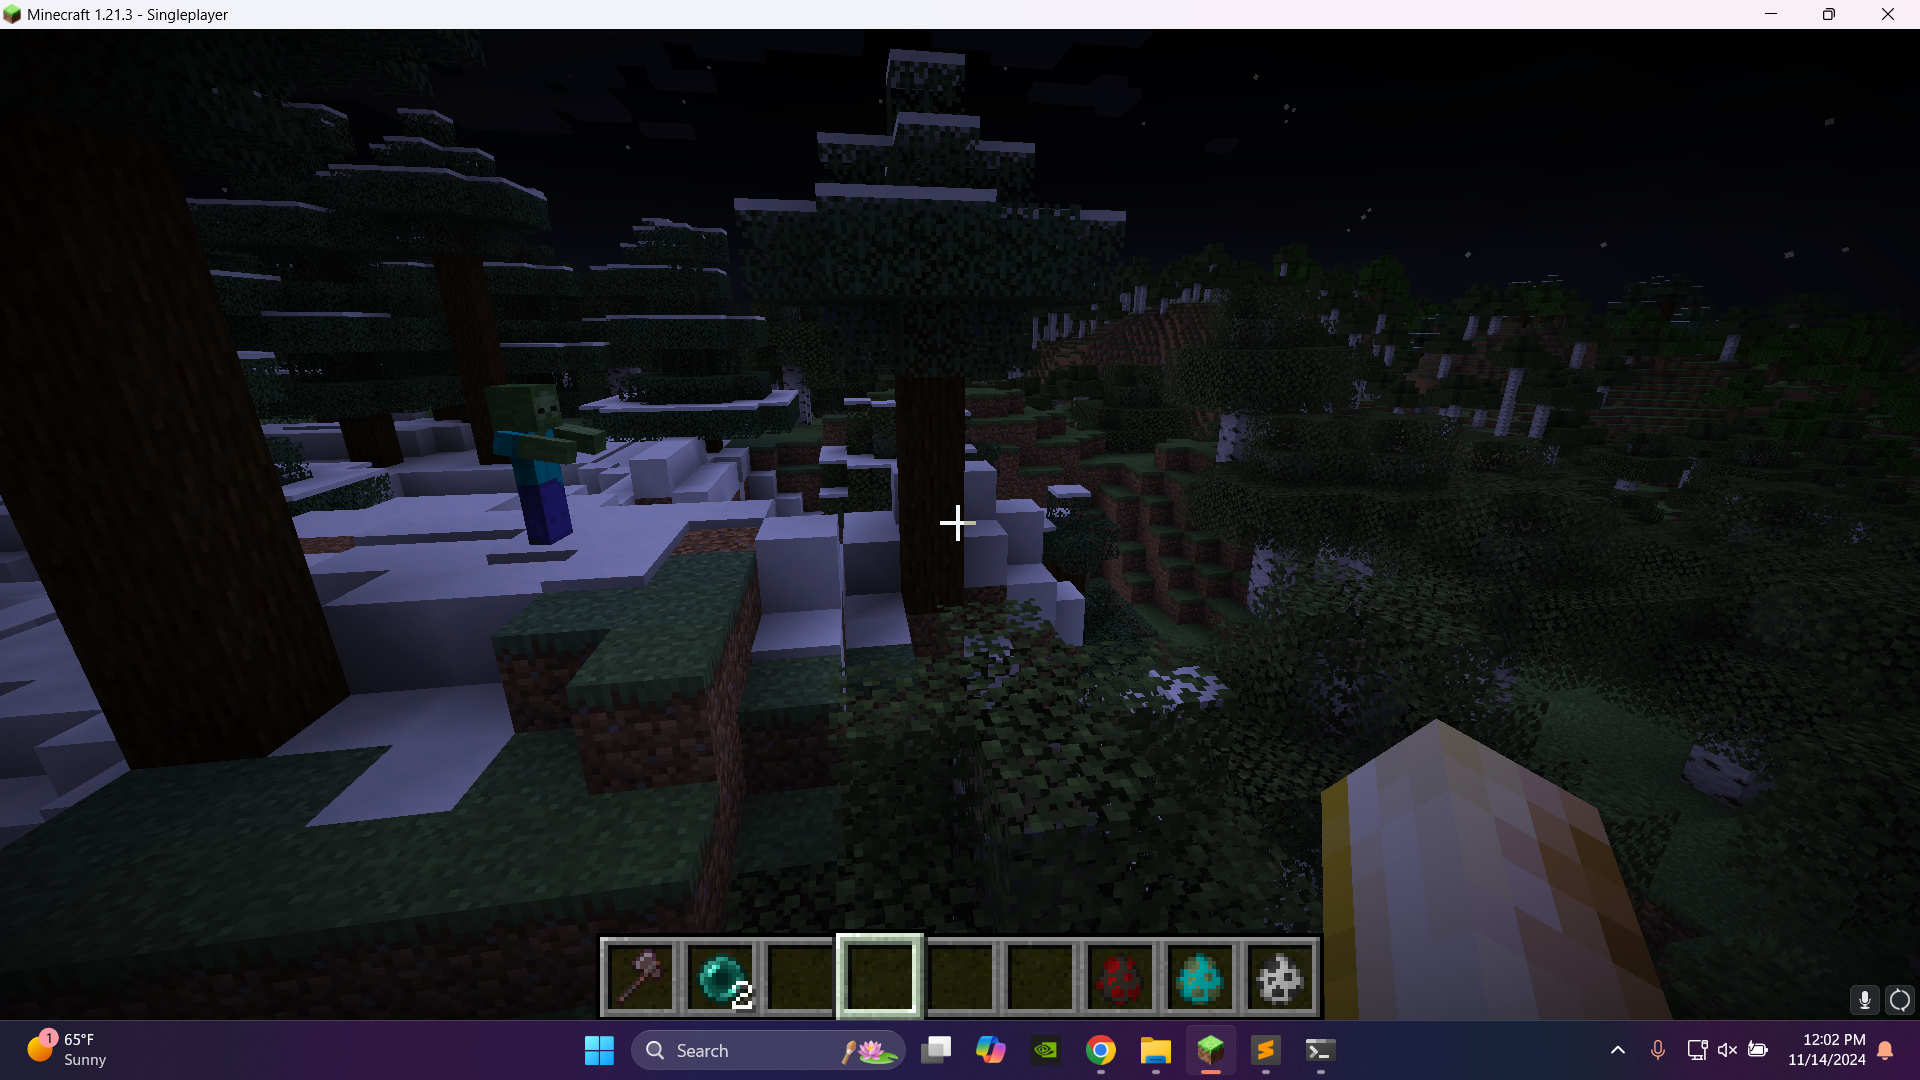 Minecraft 1.21.3 - Singleplayer
2
1
65°F
Sunny
Search
12:02 PM
11/14/2024